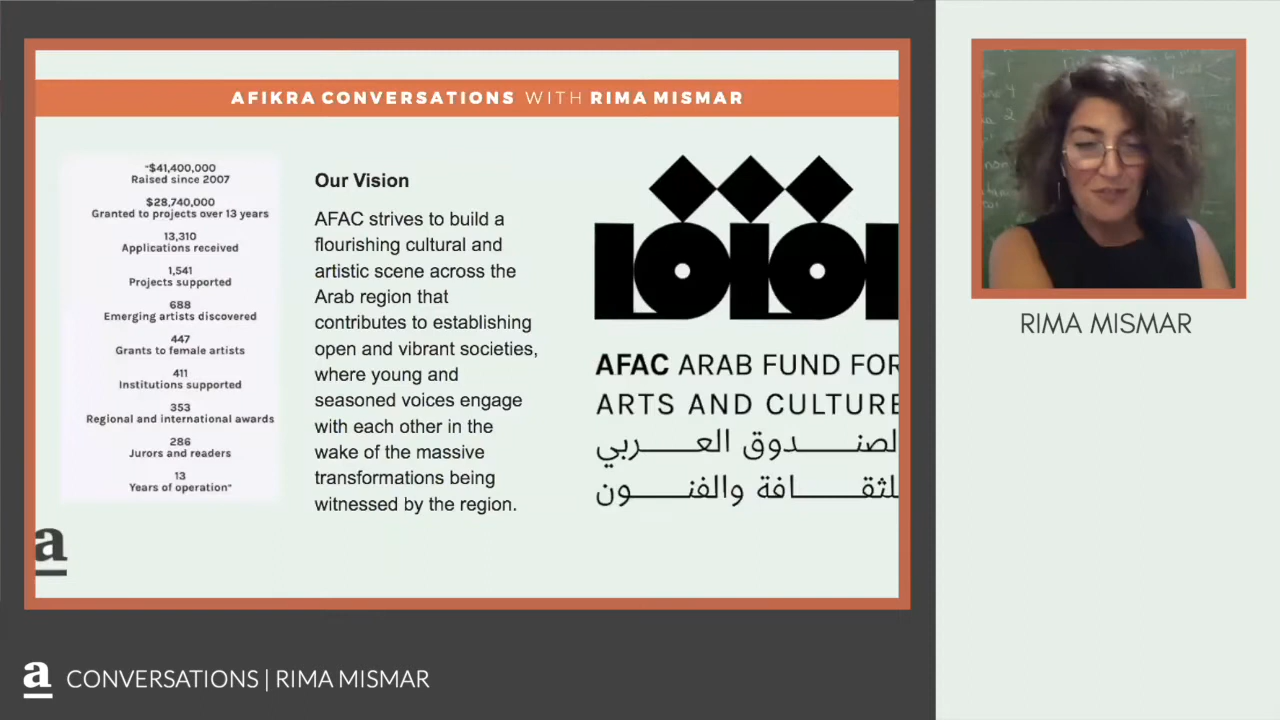 AFIKRA CONVERSATIONS WITH RIMA MISMAR
"$41,400,000
Raised since 2007
$28,740,000
Granted to projects over 13 years
13,310
Applications received
1,541
Projects supported
688
Emerging artists discovered
447
Grants to female artists
411
Institutions supported
353
Regional and international awards
286
Jurors and readers
13
Years of operation"
Our Vision
AFAC strives to build a
flourishing cultural and
artistic scene across the
Arab region that
contributes to establishing
open and vibrant societies,
where young and
seasoned voices engage
with each other in the
wake of the massive
transformations being
witnessed by the region.
AFAC ARAB FUND FOR
ARTS AND CULTURE
لصنـــدوق العـــربي
لثقـــافة والفنـــون
a
RIMA MISMAR
a CONVERSATIONS | RIMA MISMAR